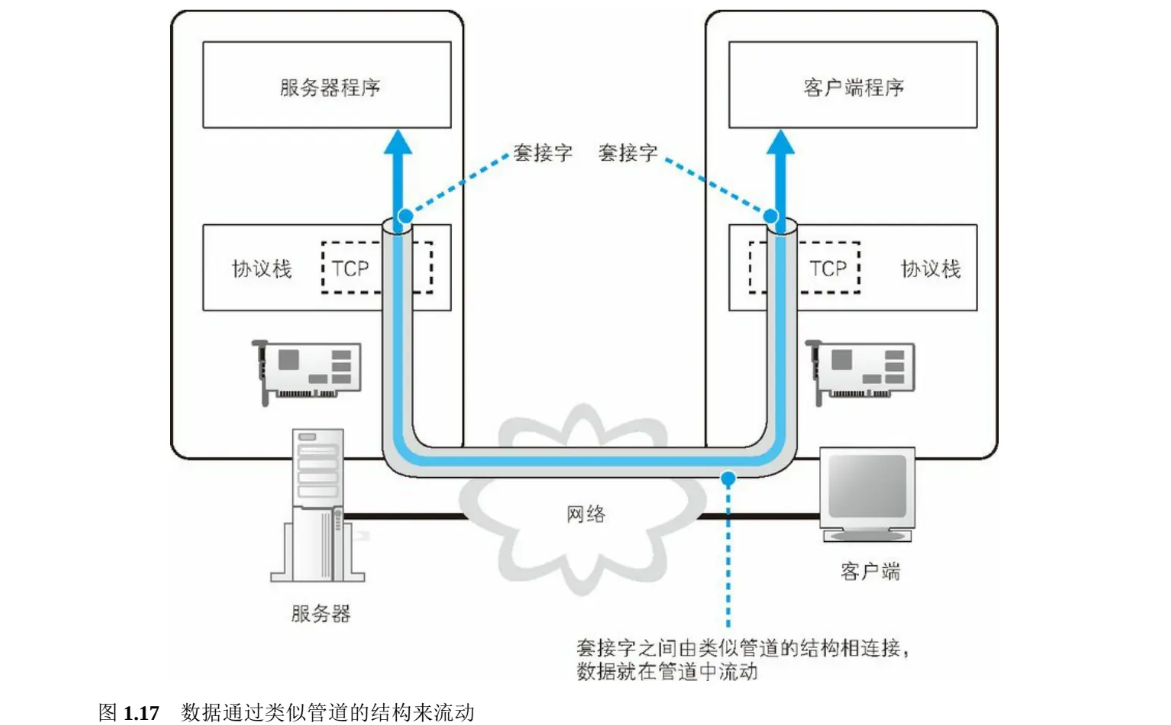 服务器程序
客户端程序
套接字
套接字
协议栈
TCP
TCP
协议栈
网络
服务器
客户端
套接字之间由类似管道的结构相连接，
数据就在管道中流动
图 1.17 数据通过类似管道的结构来流动